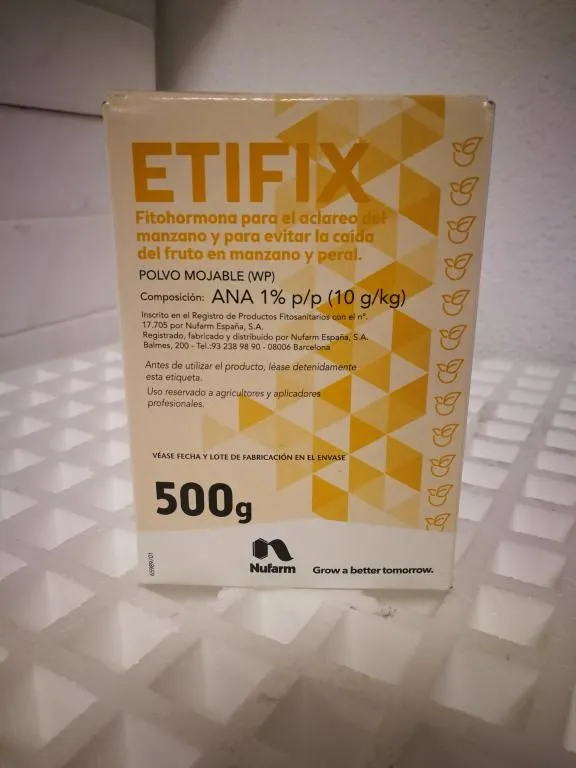 ETIFIX
Fitohormona para el aclareo del
manzano y para evitar la caída
del fruto en manzano y peral.
POLVO MOJABLE (WP)
Composición: ANA 1% p/p (10 g/kg)
Inscrito en el Registro de Productos Fitosanitarios con el nº.
17.705 por Nufarm España, S.A.
Registrado, fabricado y distribuido por Nufarm España, S.A.
Balmes, 200 - Tel.:93 238 98 90 - 08006 Barcelona
Antes de utilizar el producto, léase detenidamente
esta etiqueta.
Uso reservado a agricultores y aplicadores
profesionales.
VÉASE FECHA Y LOTE DE FABRICACIÓN EN EL ENVASE
500g
Nufarm
Grow a better tomorrow.